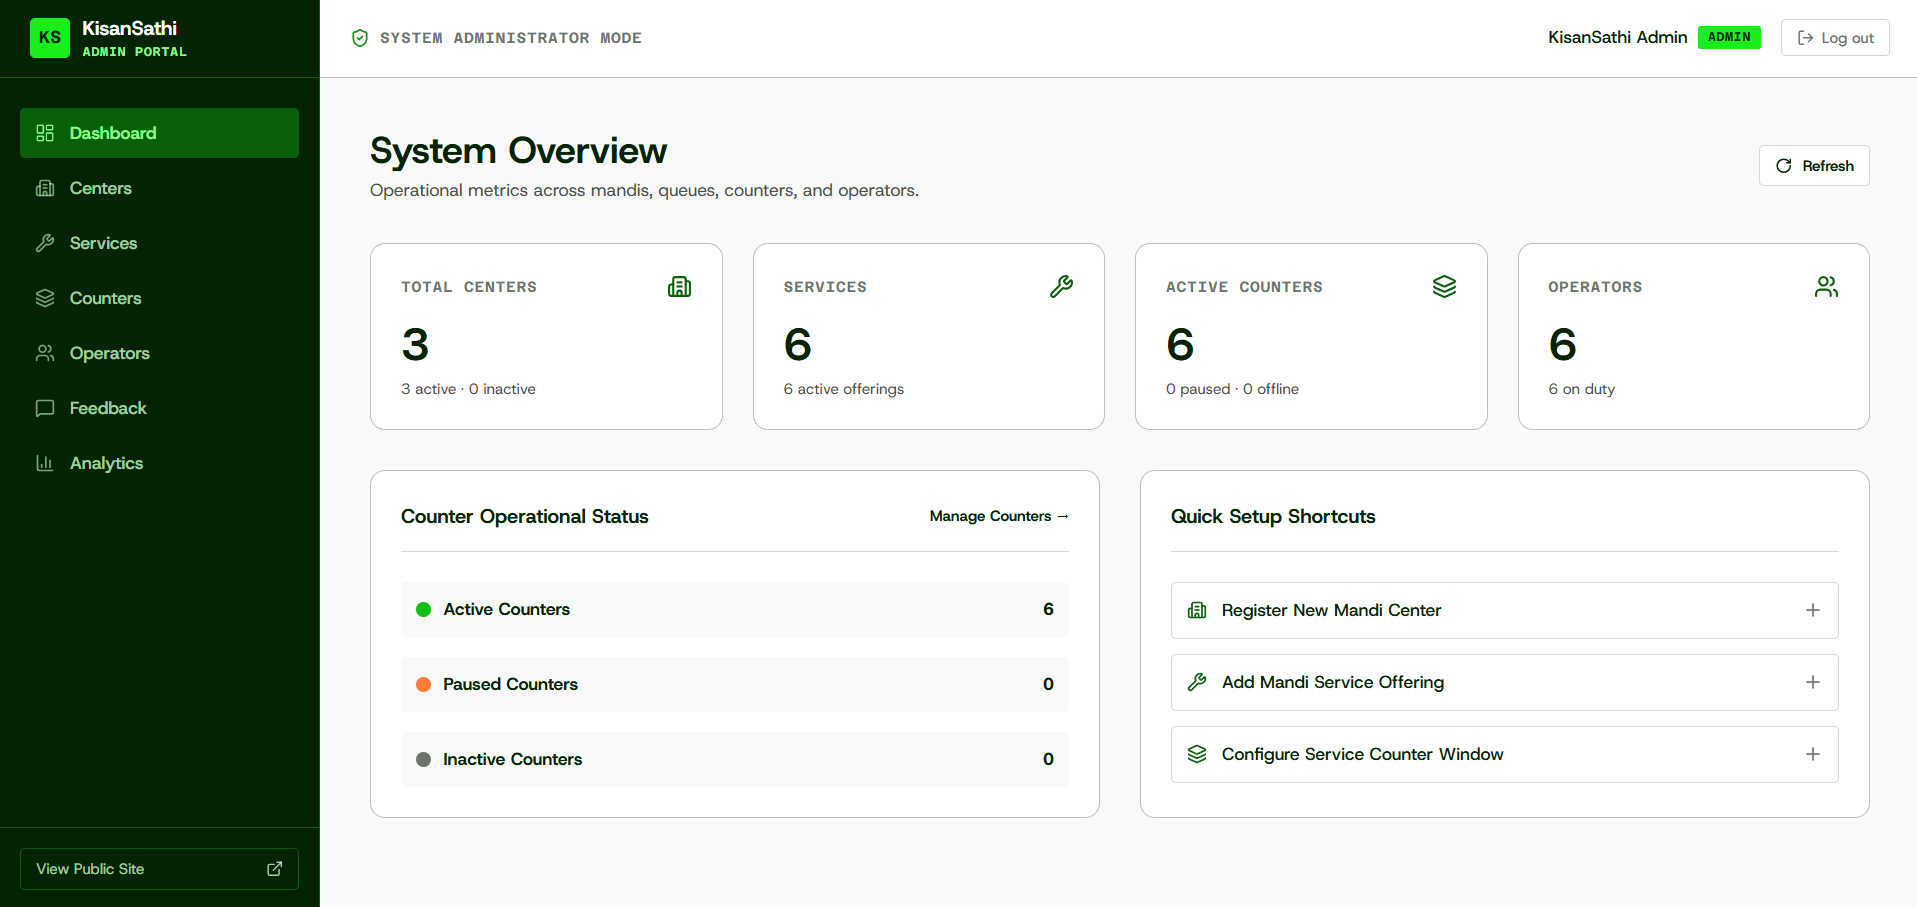 KS
KisanSathi
ADMIN PORTAL
Dashboard
Centers
Services
Counters
Operators
Feedback
Analytics
View Public Site
SYSTEM ADMINISTRATOR MODE
KisanSathi Admin
ADMIN
Log out
System Overview
Operational metrics across mandis, queues, counters, and operators.
Refresh
TOTAL CENTERS
3
3 active · 0 inactive
SERVICES
6
6 active offerings
ACTIVE COUNTERS
6
0 paused · 0 offline
OPERATORS
6
6 on duty
Counter Operational Status
Manage Counters →
Active Counters 6
Paused Counters 0
Inactive Counters 0
Quick Setup Shortcuts
Register New Mandi Center
Add Mandi Service Offering
Configure Service Counter Window